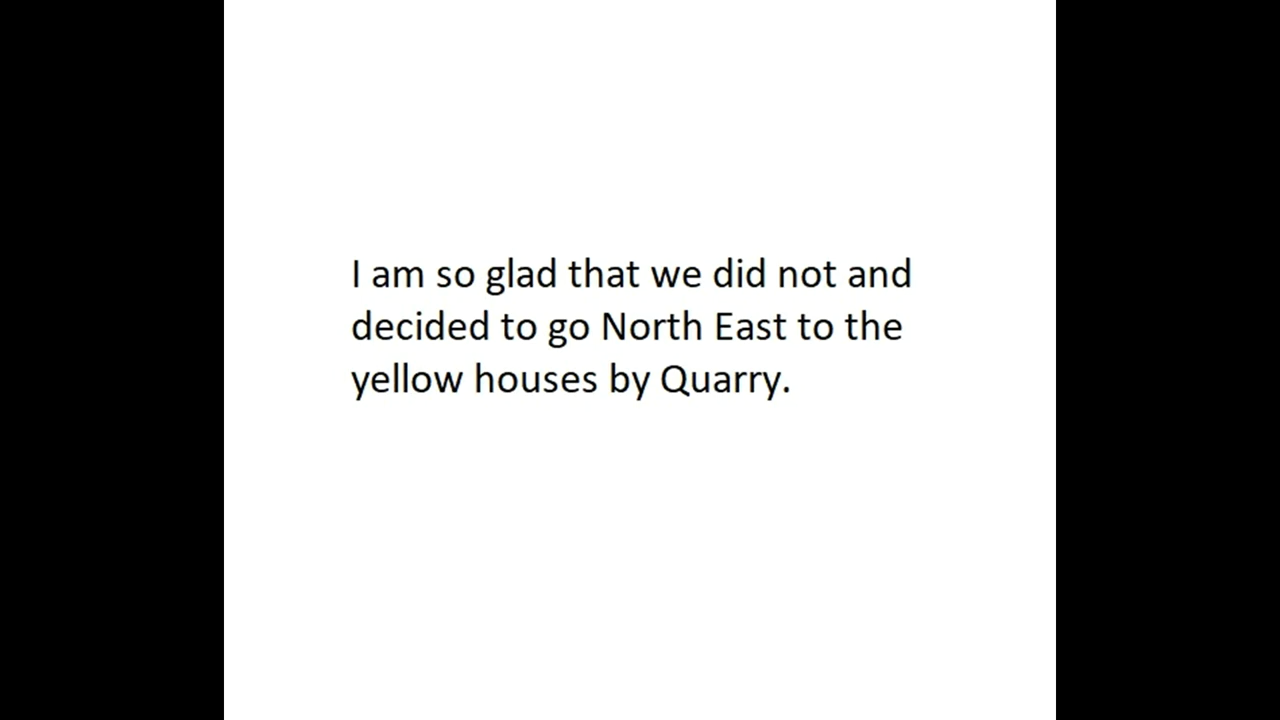 I am so glad that we did not and
decided to go North East to the
yellow houses by Quarry.